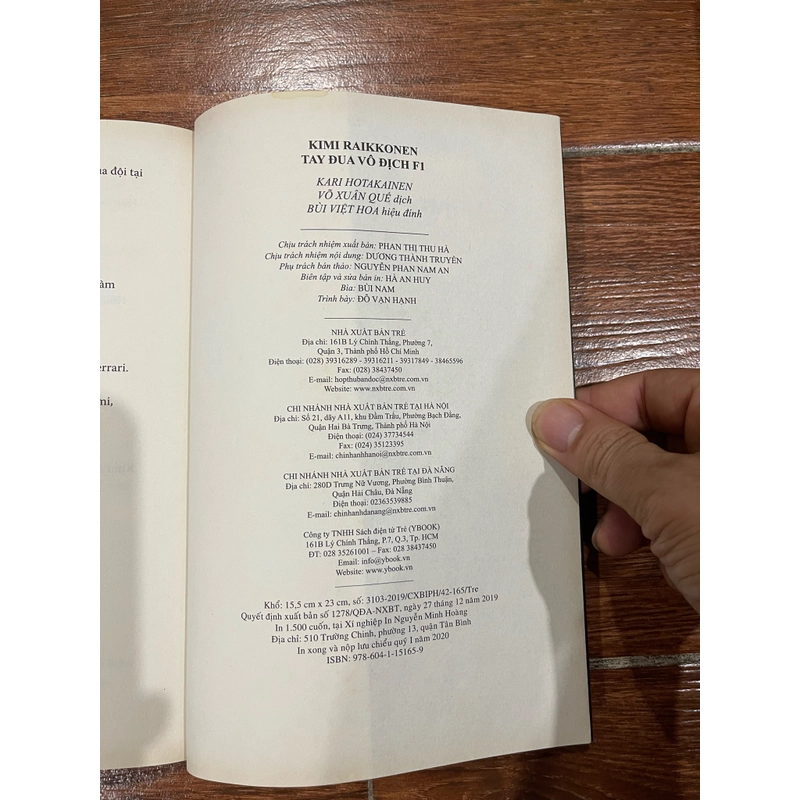 ua đội tại
àm
errari.
ni,
KIMI RAIKKONEN
TAY ĐUA VÔ ĐỊCH F1
KARI HOTAKAINEN
VÕ XUÂN QUẾ dịch
BÙI VIỆT HOA hiệu đính
Chịu trách nhiệm xuất bản: PHAN THỊ THU HÀ
Chịu trách nhiệm nội dung: DƯƠNG THÀNH TRUYỀN
Phụ trách bản thảo: NGUYỄN PHAN NAM AN
Biên tập và sửa bản in: HÀ AN HUY
Bìa: BÙI NAM
Trình bày: ĐỖ VẠN HẠNH
NHÀ XUẤT BẢN TRẺ
Địa chỉ: 161B Lý Chính Thắng, Phường 7,
Quận 3, Thành phố Hồ Chí Minh
Điện thoại: (028) 39316289 - 39316211 - 39317849 - 38465596
Fax: (028) 38437450
E-mail: hopthubandoc@nxbtre.com.vn
Website: www.nxbtre.com.vn
CHI NHÁNH NHÀ XUẤT BẢN TRẺ TẠI HÀ NỘI
Địa chỉ: Số 21, dãy A11, khu Đầm Trấu, Phường Bạch Đằng,
Quận Hai Bà Trưng, Thành phố Hà Nội
Điện thoại: (024) 37734544
Fax: (024) 35123395
E-mail: chinhanhhanoi@nxbtre.com.vn
CHI NHÁNH NHÀ XUẤT BẢN TRẺ TẠI ĐÀ NẴNG
Địa chỉ: 280D Trưng Nữ Vương, Phường Bình Thuận,
Quận Hải Châu, Đà Nẵng
Điện thoại: 02363539885
E-mail: chinhanhdanang@nxbtre.com.vn
Công ty TNHH Sách điện tử Trẻ (YBOOK)
161B Lý Chính Thắng, P.7, Q.3, Tp. HCM
ĐT: 028 35261001 – Fax: 028 38437450
Email: info@ybook.vn
Website: www.ybook.vn
Khổ: 15,5 cm x 23 cm, số: 3103-2019/CXBIPH/42-165/Tre
Quyết định xuất bản số 1278/QĐA-NXBT, ngày 27 tháng 12 năm 2019
In 1.500 cuốn, tại Xí nghiệp In Nguyễn Minh Hoàng
Địa chỉ: 510 Trường Chinh, phường 13, quận Tân Bình
In xong và nộp lưu chiểu quý I năm 2020
ISBN: 978-604-1-15165-9